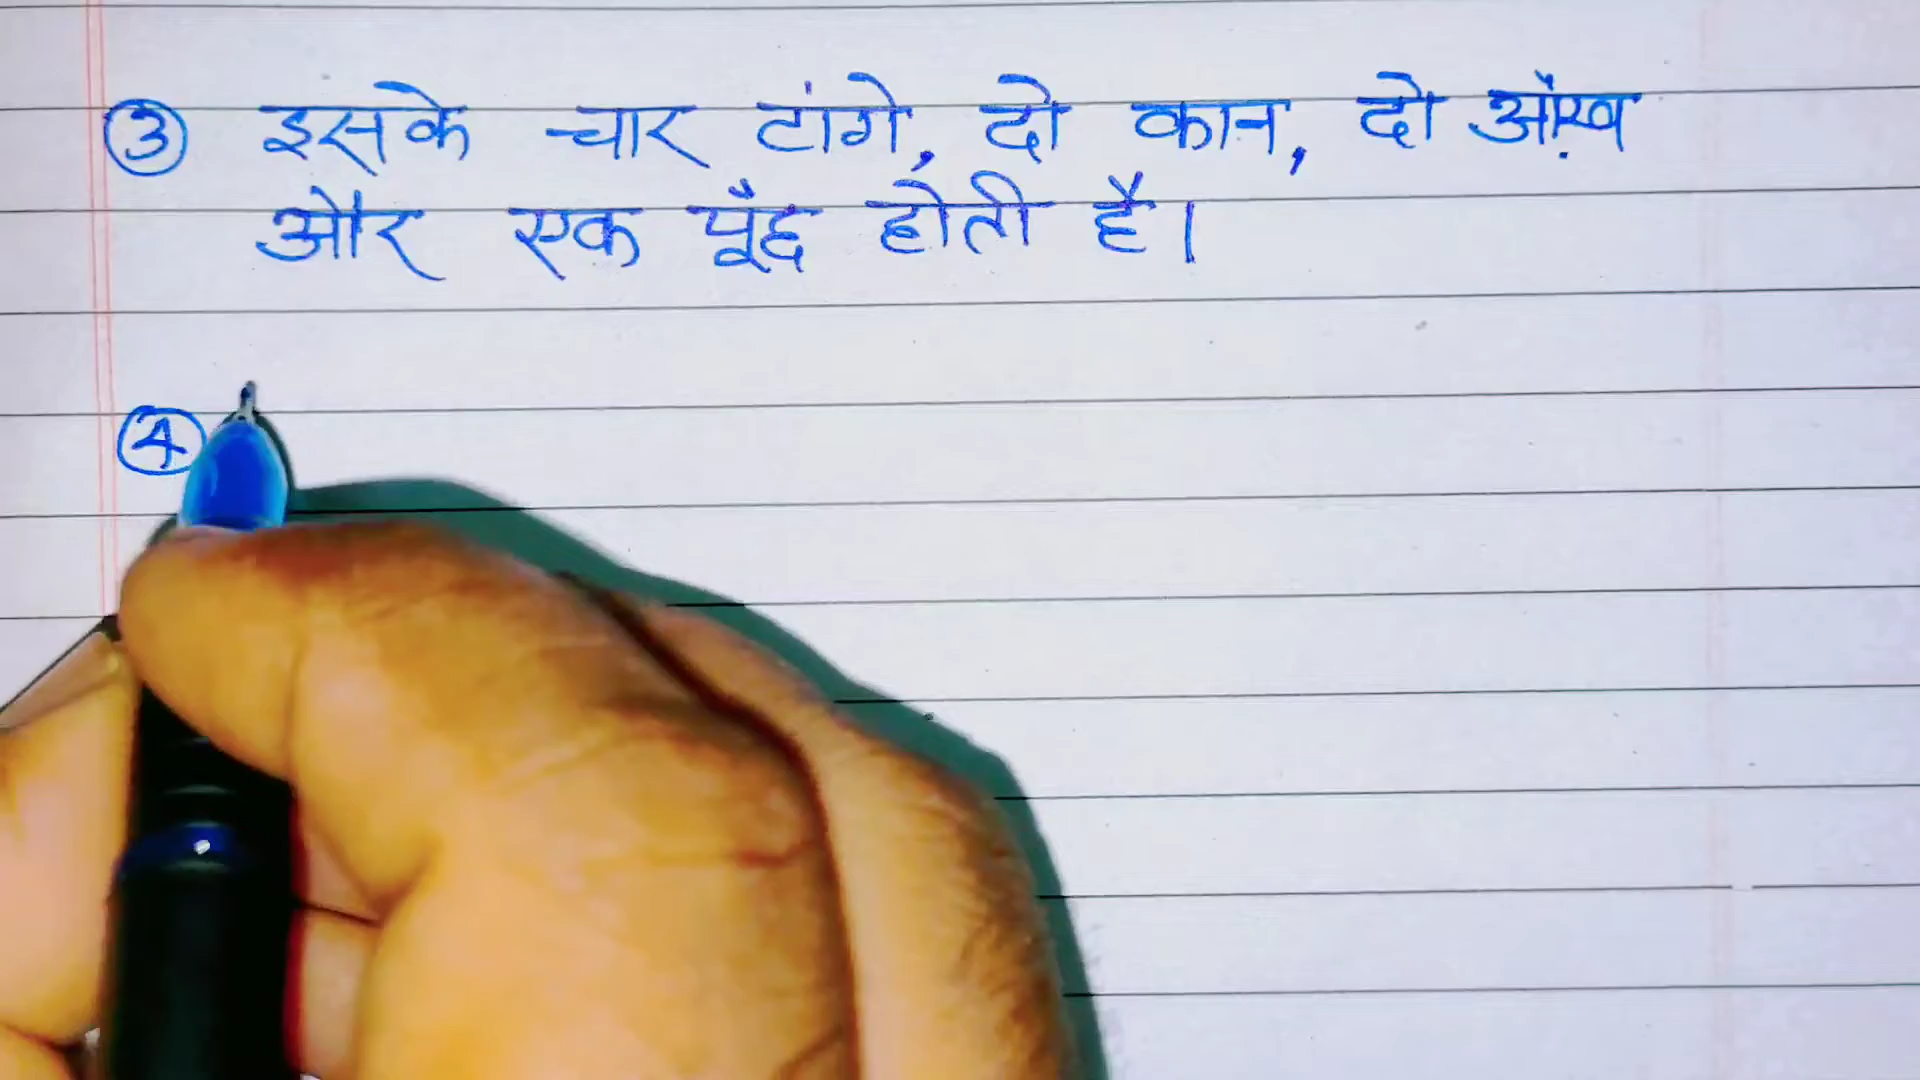 ③ इसके चार टांगे, दो कान, दो आँख
और एक पूँछ होती है।
④